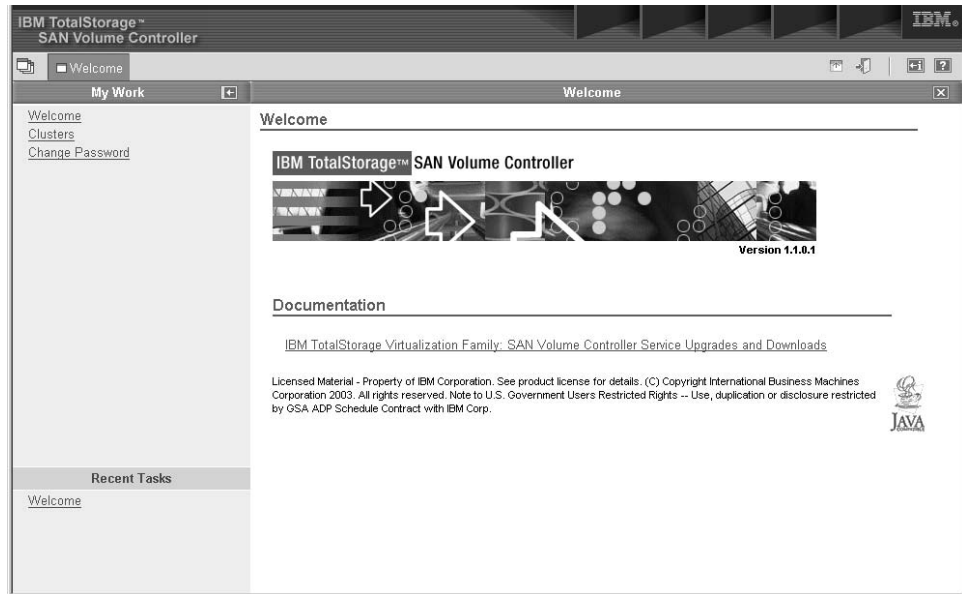 IBM TotalStorage™
SAN Volume Controller
IBM®
Welcome
My Work
Welcome
Welcome
Clusters
Change Password
Welcome
IBM TotalStorage™ SAN Volume Controller
Version 1.1.0.1
Documentation
IBM TotalStorage Virtualization Family: SAN Volume Controller Service Upgrades and Downloads
Licensed Material - Property of IBM Corporation. See product license for details. (C) Copyright International Business Machines
Corporation 2003. All rights reserved. Note to U.S. Government Users Restricted Rights -- Use, duplication or disclosure restricted
by GSA ADP Schedule Contract with IBM Corp.
JAVA
Recent Tasks
Welcome